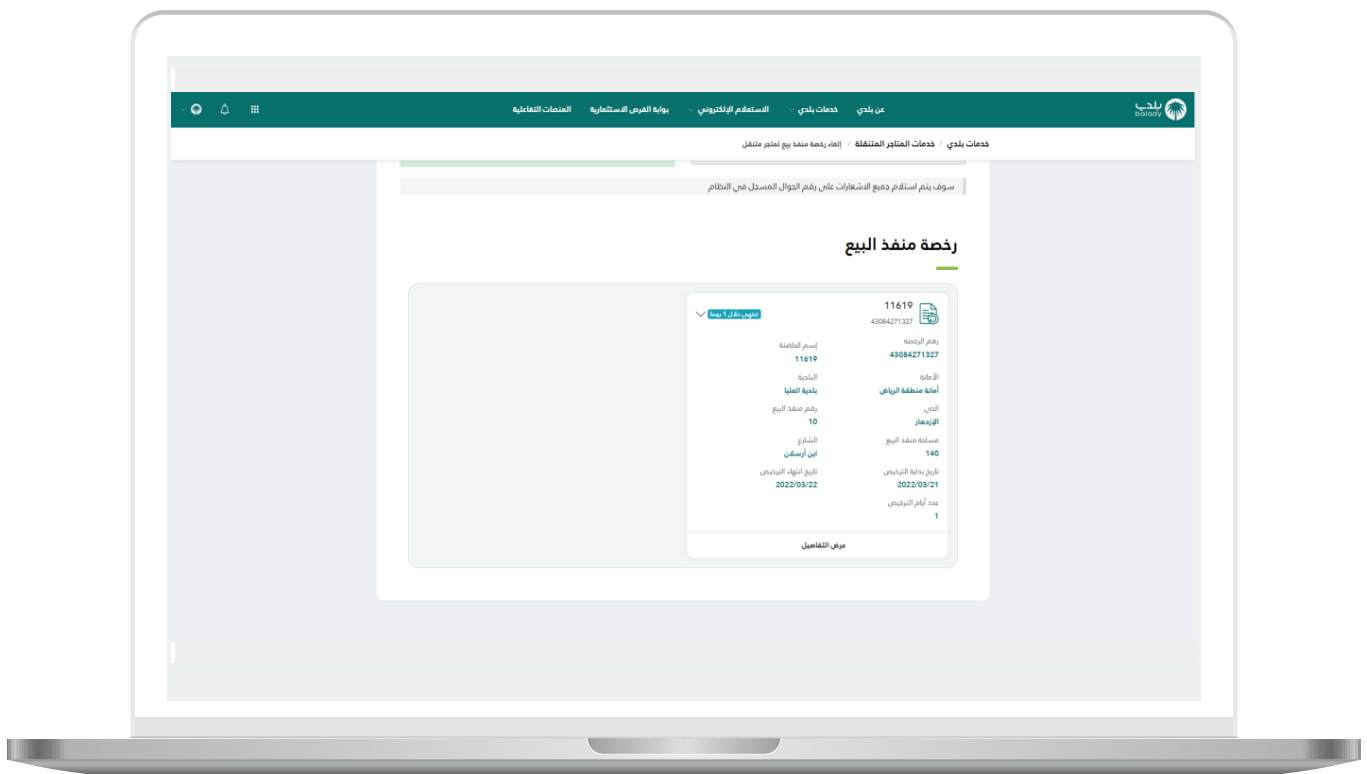 بلدي
balady
عن بلدي
خدمات بلدي
الاستعلام الإلكتروني
بوابة الفرص الاستثمارية
المنصات التفاعلية
خدمات بلدي / خدمات المتاجر المتنقلة / إلغاء رخصة منفذ بيع لمتجر متنقل
سوف يتم استلام جميع الاشعارات على رقم الجوال المسجل في النظام
رخصة منفذ البيع
11619
43084271327
تنتهي خلال 1 يوما
رقم الرخصة
43084271327
إسم الحاضنة
11619
الأمانة
أمانة منطقة الرياض
البلدية
بلدية العليا
الحي
الإزدهار
رقم منفذ البيع
10
مساحة منفذ البيع
140
الشارع
ابن أرسلان
تاريخ بداية الترخيص
2022/03/21
تاريخ انتهاء الترخيص
2022/03/22
عدد أيام الترخيص
1
عرض التفاصيل